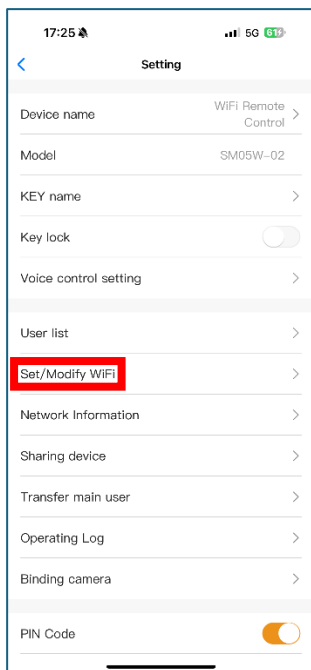 17:25 5G 61
Setting
Device name WiFi Remote
Control
Model SM05W-02
KEY name
Key lock
Voice control setting
User list
Set/Modify WiFi
Network Information
Sharing device
Transfer main user
Operating Log
Binding camera
PIN Code